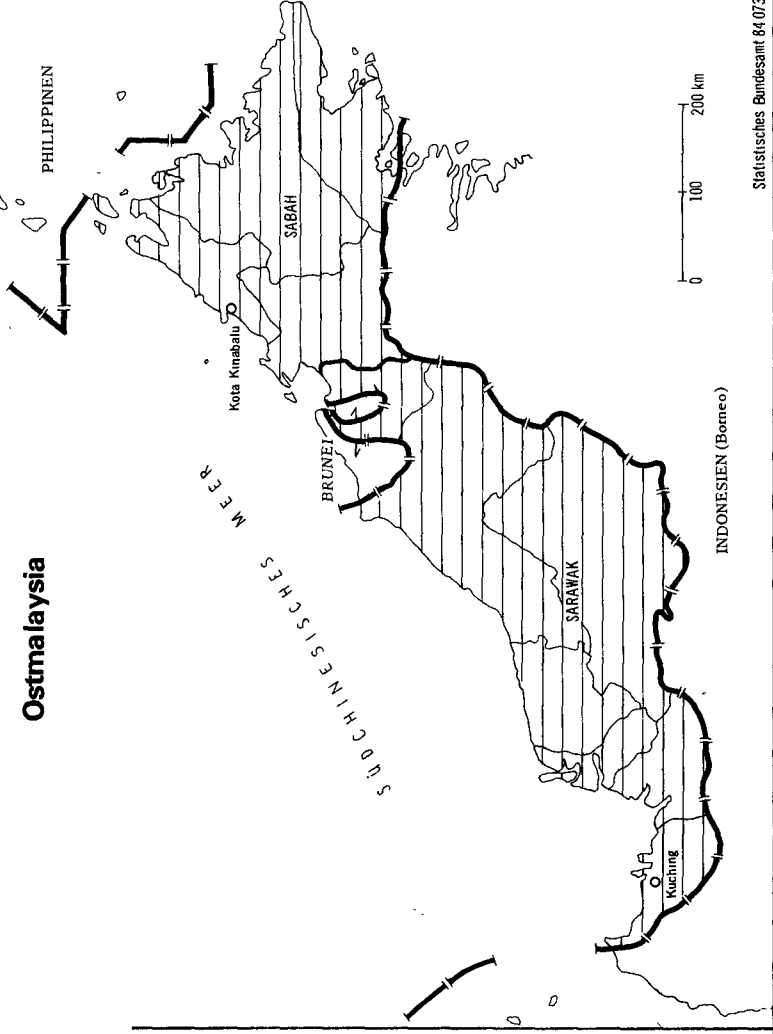 Ostmalaysia
PHILIPPINEN
Kota Kinabalu
SABAH
BRUNEI
SÜDCHINESISCHES MEER
SARAWAK
Kuching
INDONESIEN (Borneo)
0 100 200 km
Statistisches Bundesamt 84 073